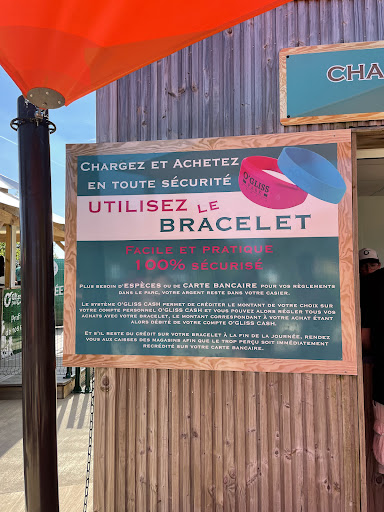 CHA
CHARGEZ ET ACHETEZ
EN TOUTE SÉCURITÉ
UTILISEZ LE
BRACELET
O'GLISS
FACILE ET PRATIQUE
100% SÉCURISÉ
PLUS BESOIN D'ESPÈCES OU DE CARTE BANCAIRE POUR VOS RÈGLEMENTS
DANS LE PARC, VOTRE ARGENT RESTE DANS VOTRE CASIER.
LE SYSTÈME O'GLISS CASH PERMET DE CRÉDITER LE MONTANT DE VOTRE CHOIX SUR
VOTRE COMPTE PERSONNEL O'GLISS CASH ET VOUS POUVEZ ALORS RÉGLER TOUS VOS
ACHATS AVEC VOTRE BRACELET, LE MONTANT CORRESPONDANT À VOTRE ACHAT ÉTANT
ALORS DÉBITÉ DE VOTRE COMPTE O'GLISS CASH.
ET S'IL RESTE DU CRÉDIT SUR VOTRE BRACELET À LA FIN DE LA JOURNÉE, RENDEZ
VOUS AUX CAISSES DES MAGASINS AFIN QUE LE TROP PERÇU SOIT IMMÉDIATEMENT
RECRÉDITÉ SUR VOTRE CARTE BANCAIRE.